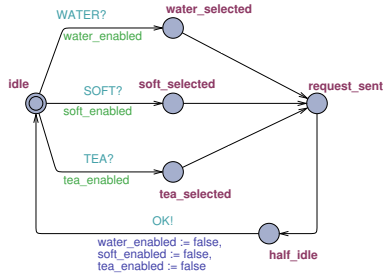 WATER?
water_selected
water_enabled
idle
SOFT?
soft_selected
request_sent
soft_enabled
TEA?
tea_enabled
tea_selected
OK!
half_idle
water_enabled := false,
soft_enabled := false,
tea_enabled := false